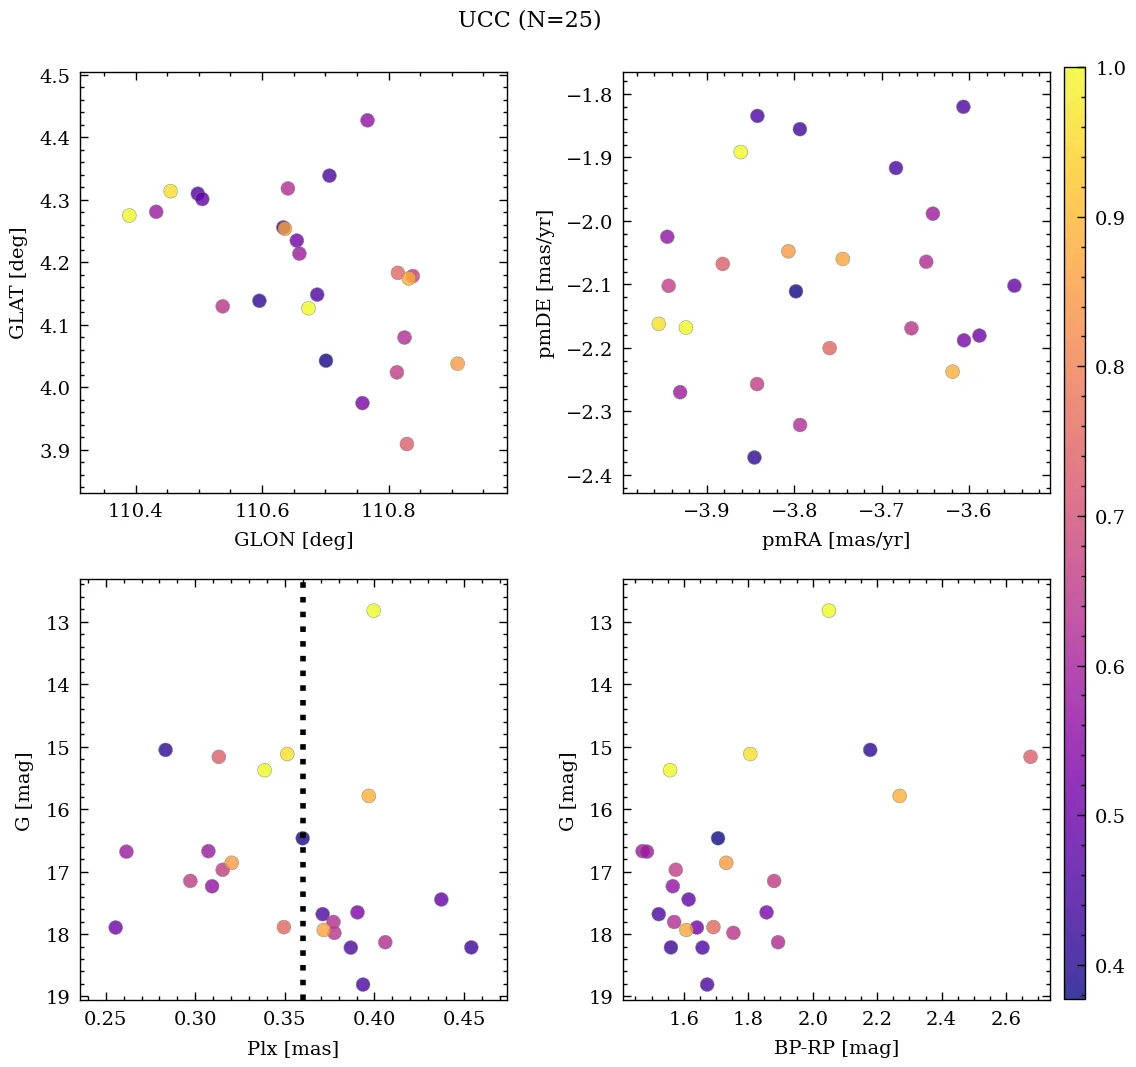 UCC (N=25)
4.5
4.4
4.3
4.2
4.1
4.0
3.9
GLAT [deg]
110.4 110.6 110.8
GLON [deg]
−1.8
−1.9
−2.0
−2.1
−2.2
−2.3
−2.4
pmDE [mas/yr]
−3.9 −3.8 −3.7 −3.6
pmRA [mas/yr]
13
14
15
16
17
18
19
G [mag]
0.25 0.30 0.35 0.40 0.45
Plx [mas]
13
14
15
16
17
18
19
G [mag]
1.6 1.8 2.0 2.2 2.4 2.6
BP-RP [mag]
1.0
0.9
0.8
0.7
0.6
0.5
0.4